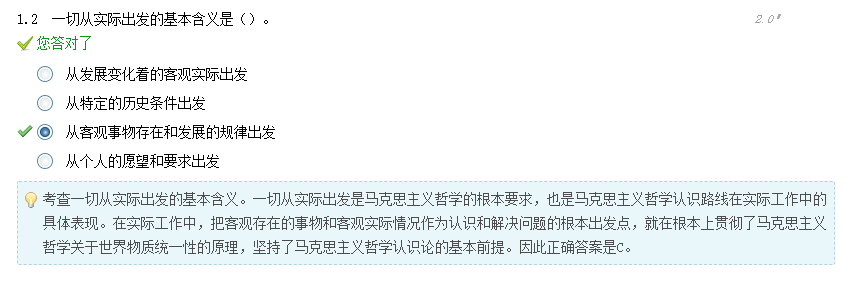 1.2 一切从实际出发的基本含义是（）。
2.0'
您答对了
从发展变化着的客观实际出发
从特定的历史条件出发
从客观事物存在和发展的规律出发
从个人的愿望和要求出发
考查一切从实际出发的基本含义。一切从实际出发是马克思主义哲学的根本要求，也是马克思主义哲学认识路线在实际工作中的
具体表现。在实际工作中，把客观存在的事物和客观实际情况作为认识和解决问题的根本出发点，就在根本上贯彻了马克思主义
哲学关于世界物质统一性的原理，坚持了马克思主义哲学认识论的基本前提。因此正确答案是C。